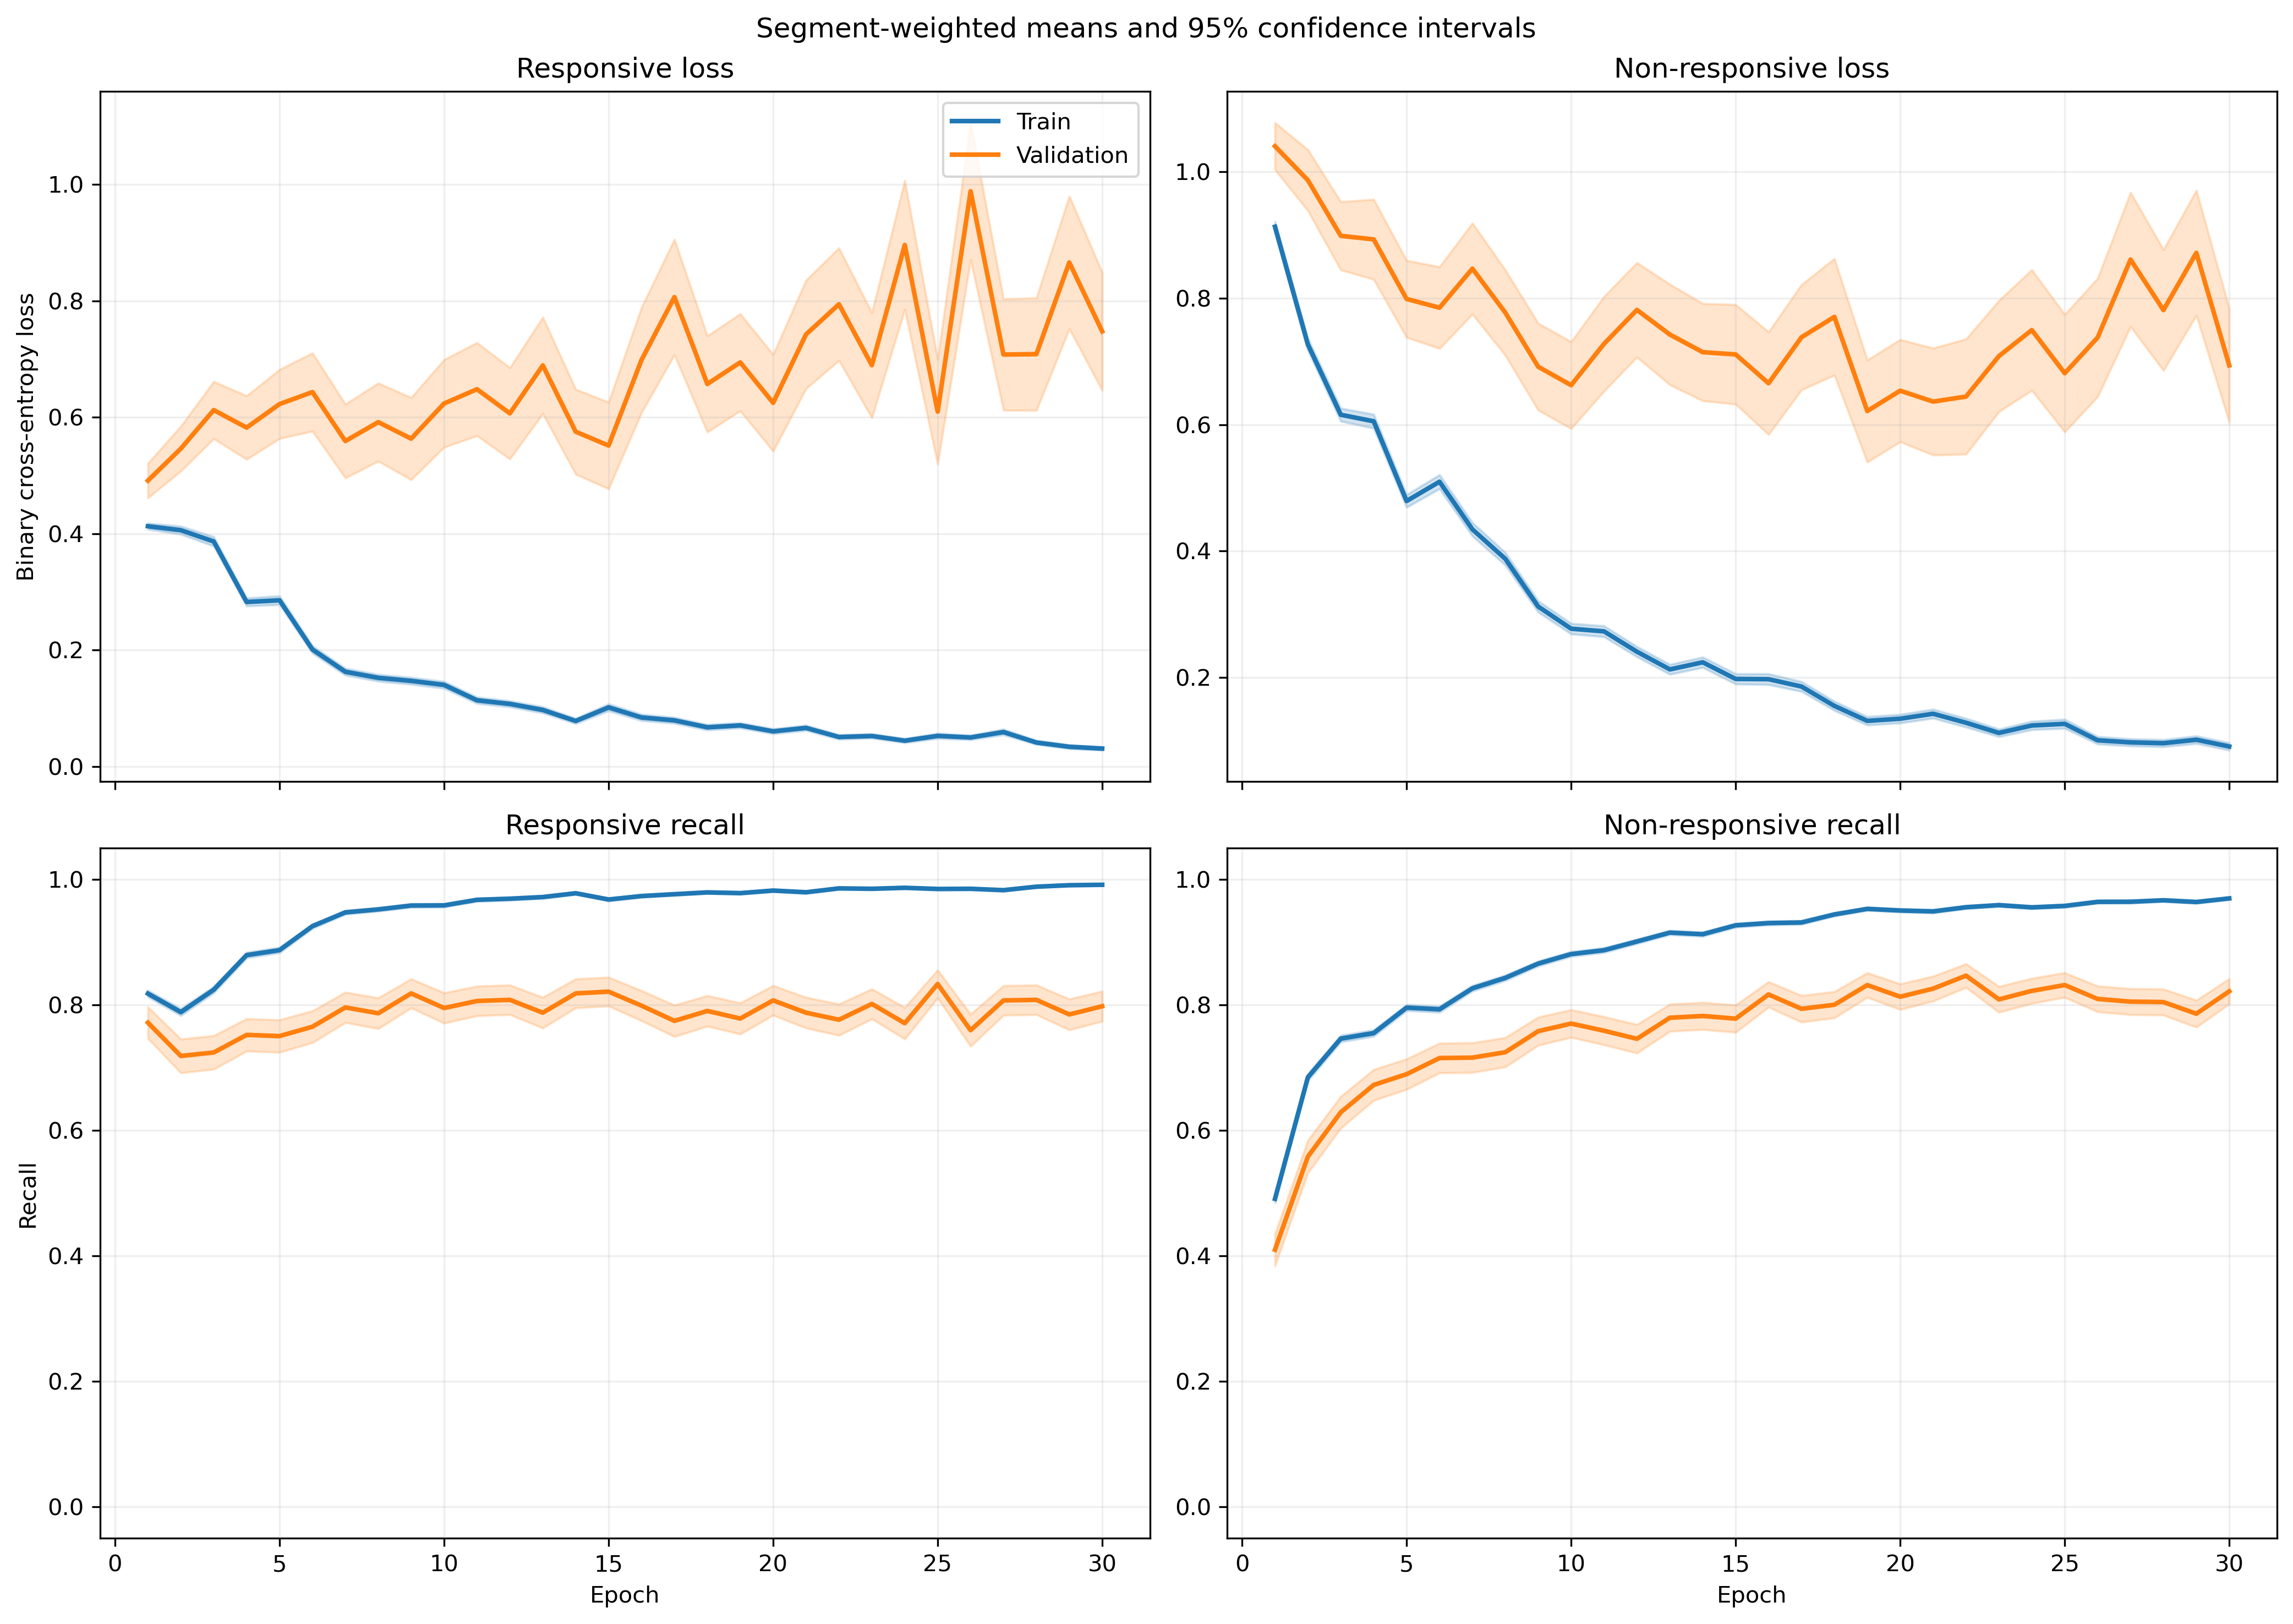 Segment-weighted means and 95% confidence intervals
Responsive loss
Non-responsive loss
Train
Validation
Binary cross-entropy loss
1.0
0.8
0.6
0.4
0.2
0.0
1.0
0.8
0.6
0.4
0.2
Responsive recall
Non-responsive recall
Recall
1.0
0.8
0.6
0.4
0.2
0.0
0 5 10 15 20 25 30
Epoch
1.0
0.8
0.6
0.4
0.2
0.0
0 5 10 15 20 25 30
Epoch